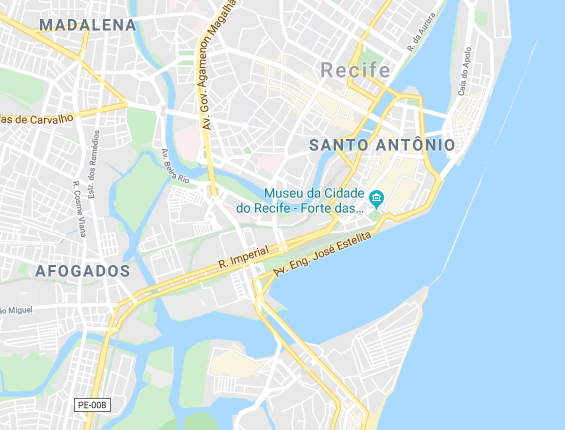 MADALENA
Av. Gov. Agamenon Magalhã
R. da Aurora
Cais do Apolo
Recife
as de Carvalho
Estr. dos Remédios
SANTO ANTÔNIO
Av. Beira Rio
R. Cosme Viana
Museu da Cidade
do Recife - Forte das...
R. Imperial
Av. Eng. José Estelita
AFOGADOS
ão Miguel
PE-008